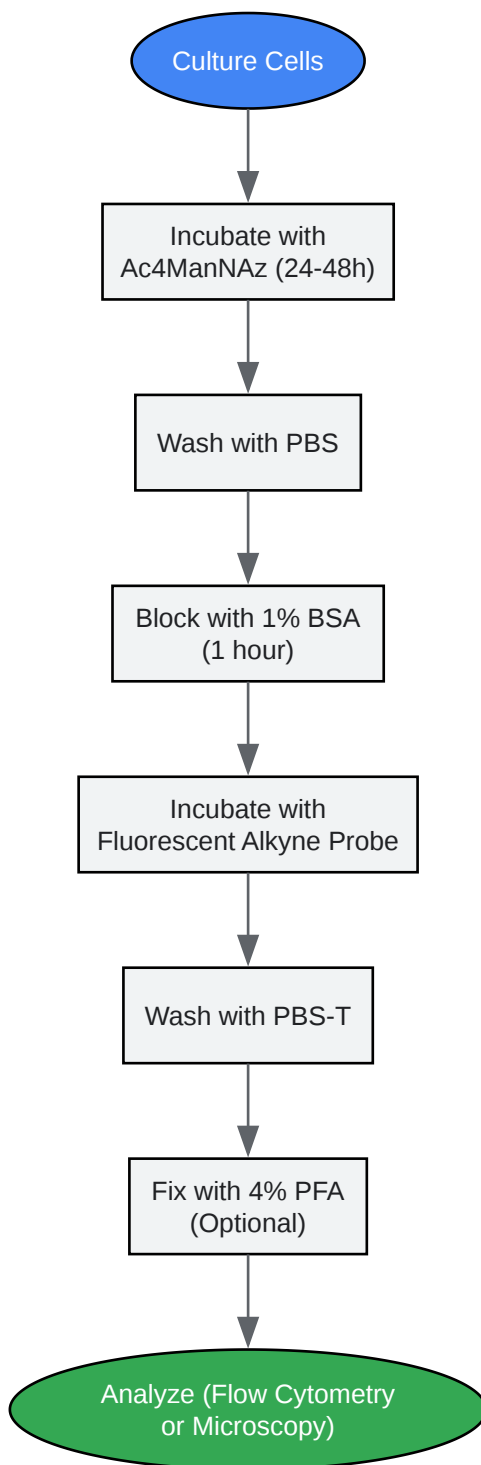 Culture Cells
Incubate with
Ac4ManNAz (24-48h)
Wash with PBS
Block with 1% BSA
(1 hour)
Incubate with
Fluorescent Alkyne Probe
Wash with PBS-T
Fix with 4% PFA
(Optional)
Analyze (Flow Cytometry
or Microscopy)